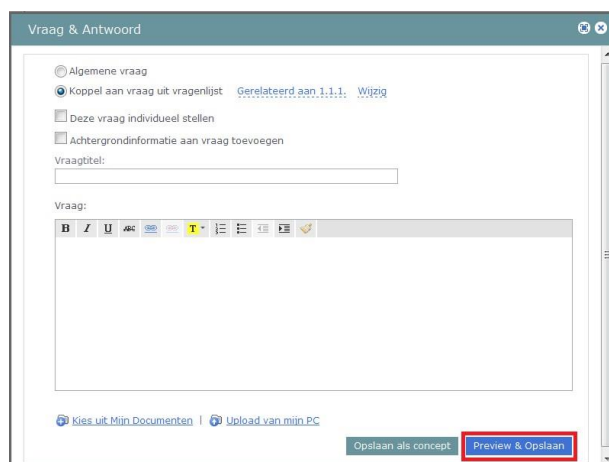 Vraag & Antwoord
Algemene vraag
Koppel aan vraag uit vragenlijst Gerelateerd aan 1.1.1. Wijzig
Deze vraag individueel stellen
Achtergrondinformatie aan vraag toevoegen
Vraagtitel:
Vraag:
B I U ABC T
Kies uit Mijn Documenten | Upload van mijn PC
Opslaan als concept Preview & Opslaan